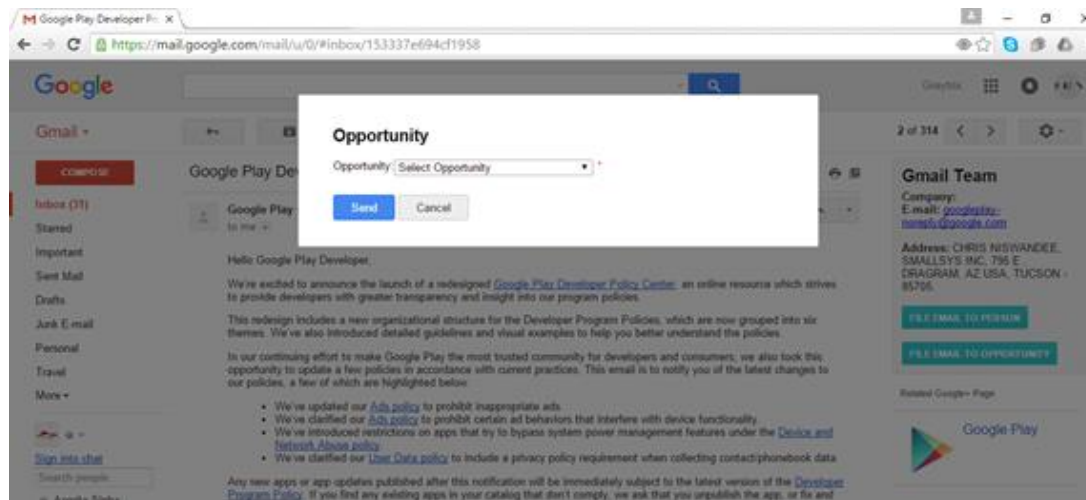 Google Play Developer Pr
https://mail.google.com/mail/u/0/#inbox/153337e694cf1958
Google
Gmail
2 of 314
COMPOSE
Inbox (31)
Starred
Important
Sent Mail
Drafts
Junk E-mail
Personal
Travel
More
Sign into chat
Search people
Opportunity
Opportunity: Select Opportunity *
Send Cancel
Google Play De
Google Play
to me
Hello Google Play Developer,
We're excited to announce the launch of a redesigned Google Play Developer Policy Center, an online resource which strives
to provide developers with greater transparency and insight into our program policies.
This redesign includes a new organizational structure for the Developer Program Policies, which are now grouped into six
themes. We've also introduced detailed guidelines and visual examples to help you better understand the policies.
In our continuing effort to make Google Play the most trusted community for developers and consumers, we also took this
opportunity to update a few policies in accordance with current practices. This email is to notify you of the latest changes to
our policies, a few of which are highlighted below:
We've updated our Ads policy to prohibit inappropriate ads.
We've clarified our Ads policy to prohibit certain ad behaviors that interfere with device functionality.
We've introduced restrictions on apps that try to bypass system power management features under the Device and
Network Abuse policy.
We've clarified our User Data policy to include a privacy policy requirement when collecting contact/phonebook data.
Any new apps or app updates published after this notification will be immediately subject to the latest version of the Developer
Program Policy. If you find any existing apps in your catalog that don't comply, we ask that you unpublish the app, or fix and
Gmail Team
Company:
E-mail: googleplay-
noreply@google.com
Address: CHRIS NISWANDEE,
SMALLSYS INC, 795 E
DRAGRAM, AZ USA, TUCSON -
85705,
FILE EMAIL TO PERSON
FILE EMAIL TO OPPORTUNITY
Related Google+ Page
Google Play